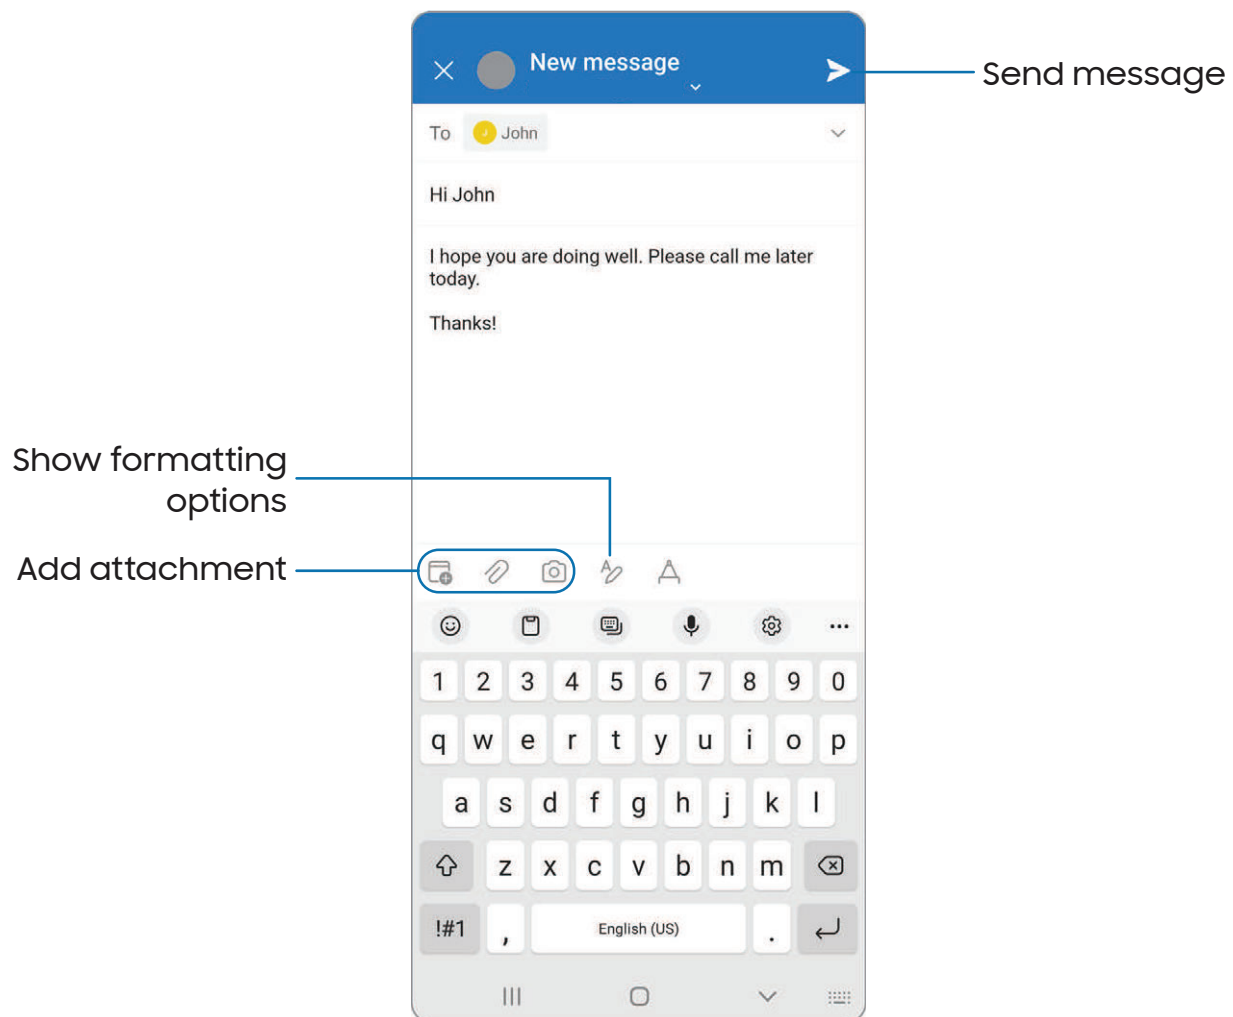 New message
Send message
To J John
Hi John
I hope you are doing well. Please call me later
today.
Thanks!
Show formatting
options
Add attachment
1 2 3 4 5 6 7 8 9 0
q w e r t y u i o p
a s d f g h j k l
z x c v b n m
!#1 , English (US) .